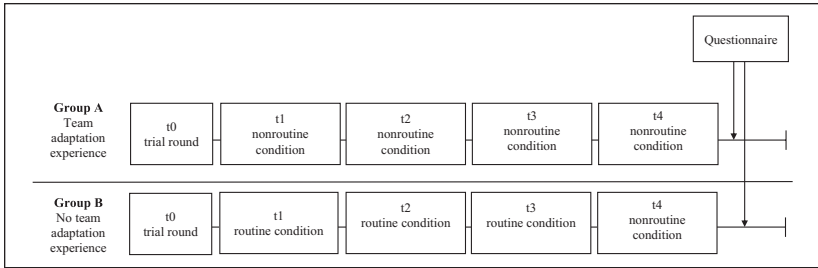 Questionnaire
Group A
Team
adaptation
experience
t0
trial round
t1
nonroutine
condition
t2
nonroutine
condition
t3
nonroutine
condition
t4
nonroutine
condition
Group B
No team
adaptation
experience
t0
trial round
t1
routine condition
t2
routine condition
t3
routine condition
t4
nonroutine
condition